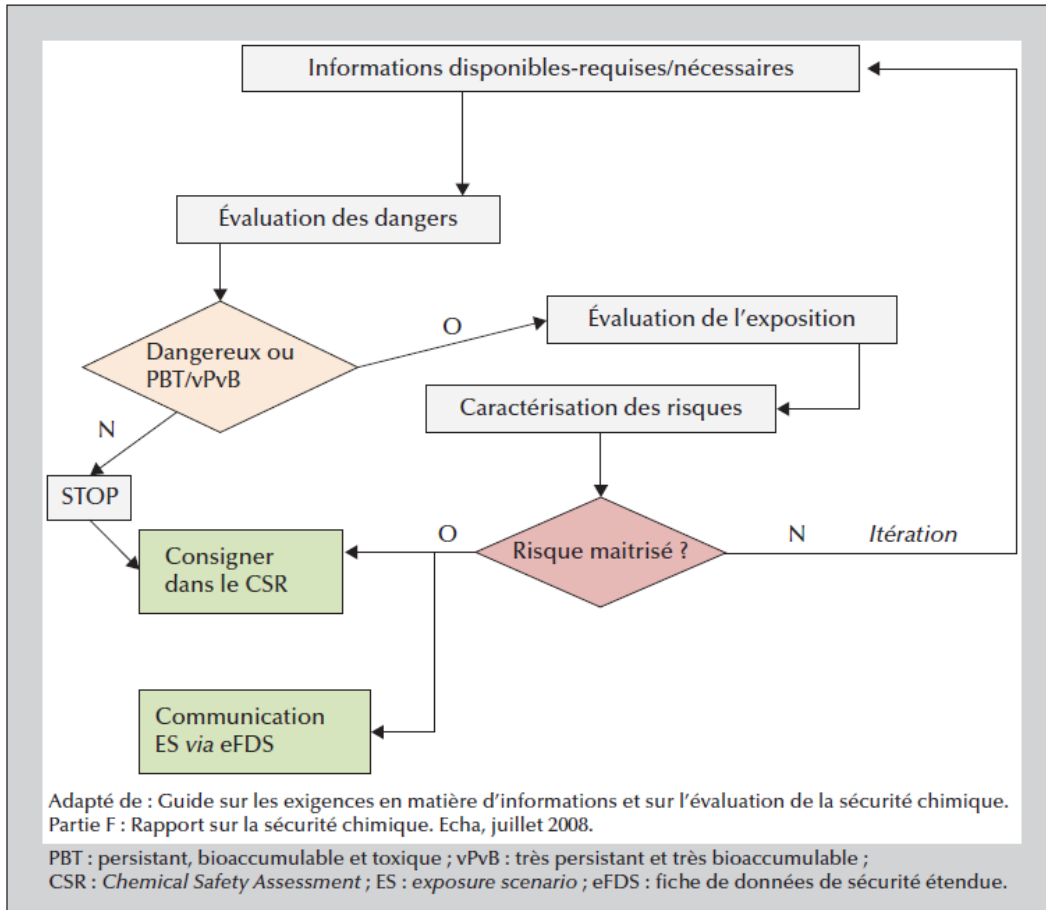 Informations disponibles-requises/nécessaires
Évaluation des dangers
Évaluation de l’exposition
O
Dangereux ou
PBT/vPvB
Caractérisation des risques
N
STOP
Consigner
dans le CSR
O
Risque maitrisé ?
N
Itération
Communication
ES via eFDS
Adapté de : Guide sur les exigences en matière d’informations et sur l’évaluation de la sécurité chimique.
Partie F : Rapport sur la sécurité chimique. Echa, juillet 2008.
PBT : persistant, bioaccumulable et toxique ; vPvB : très persistant et très bioaccumulable ;
CSR : Chemical Safety Assessment ; ES : exposure scenario ; eFDS : fiche de données de sécurité étendue.